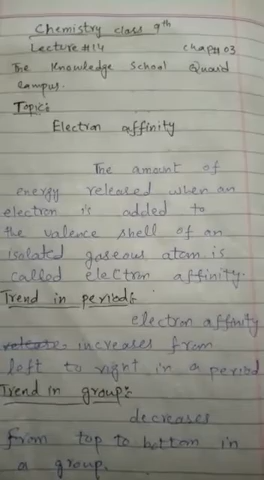 Chemistry class 9th
Lecture #14 chap# 03
The Knowledge School Quaid
Campus.
Topic:
Electron affinity
The amount of
energy released when an
electron is added to
the valence shell of an
isolated gaseous atom is
called electron affinity.
Trend in period:
electron affinity
increases from
left to right in a period
Trend in group:
decreases
from top to bottom in
a group.